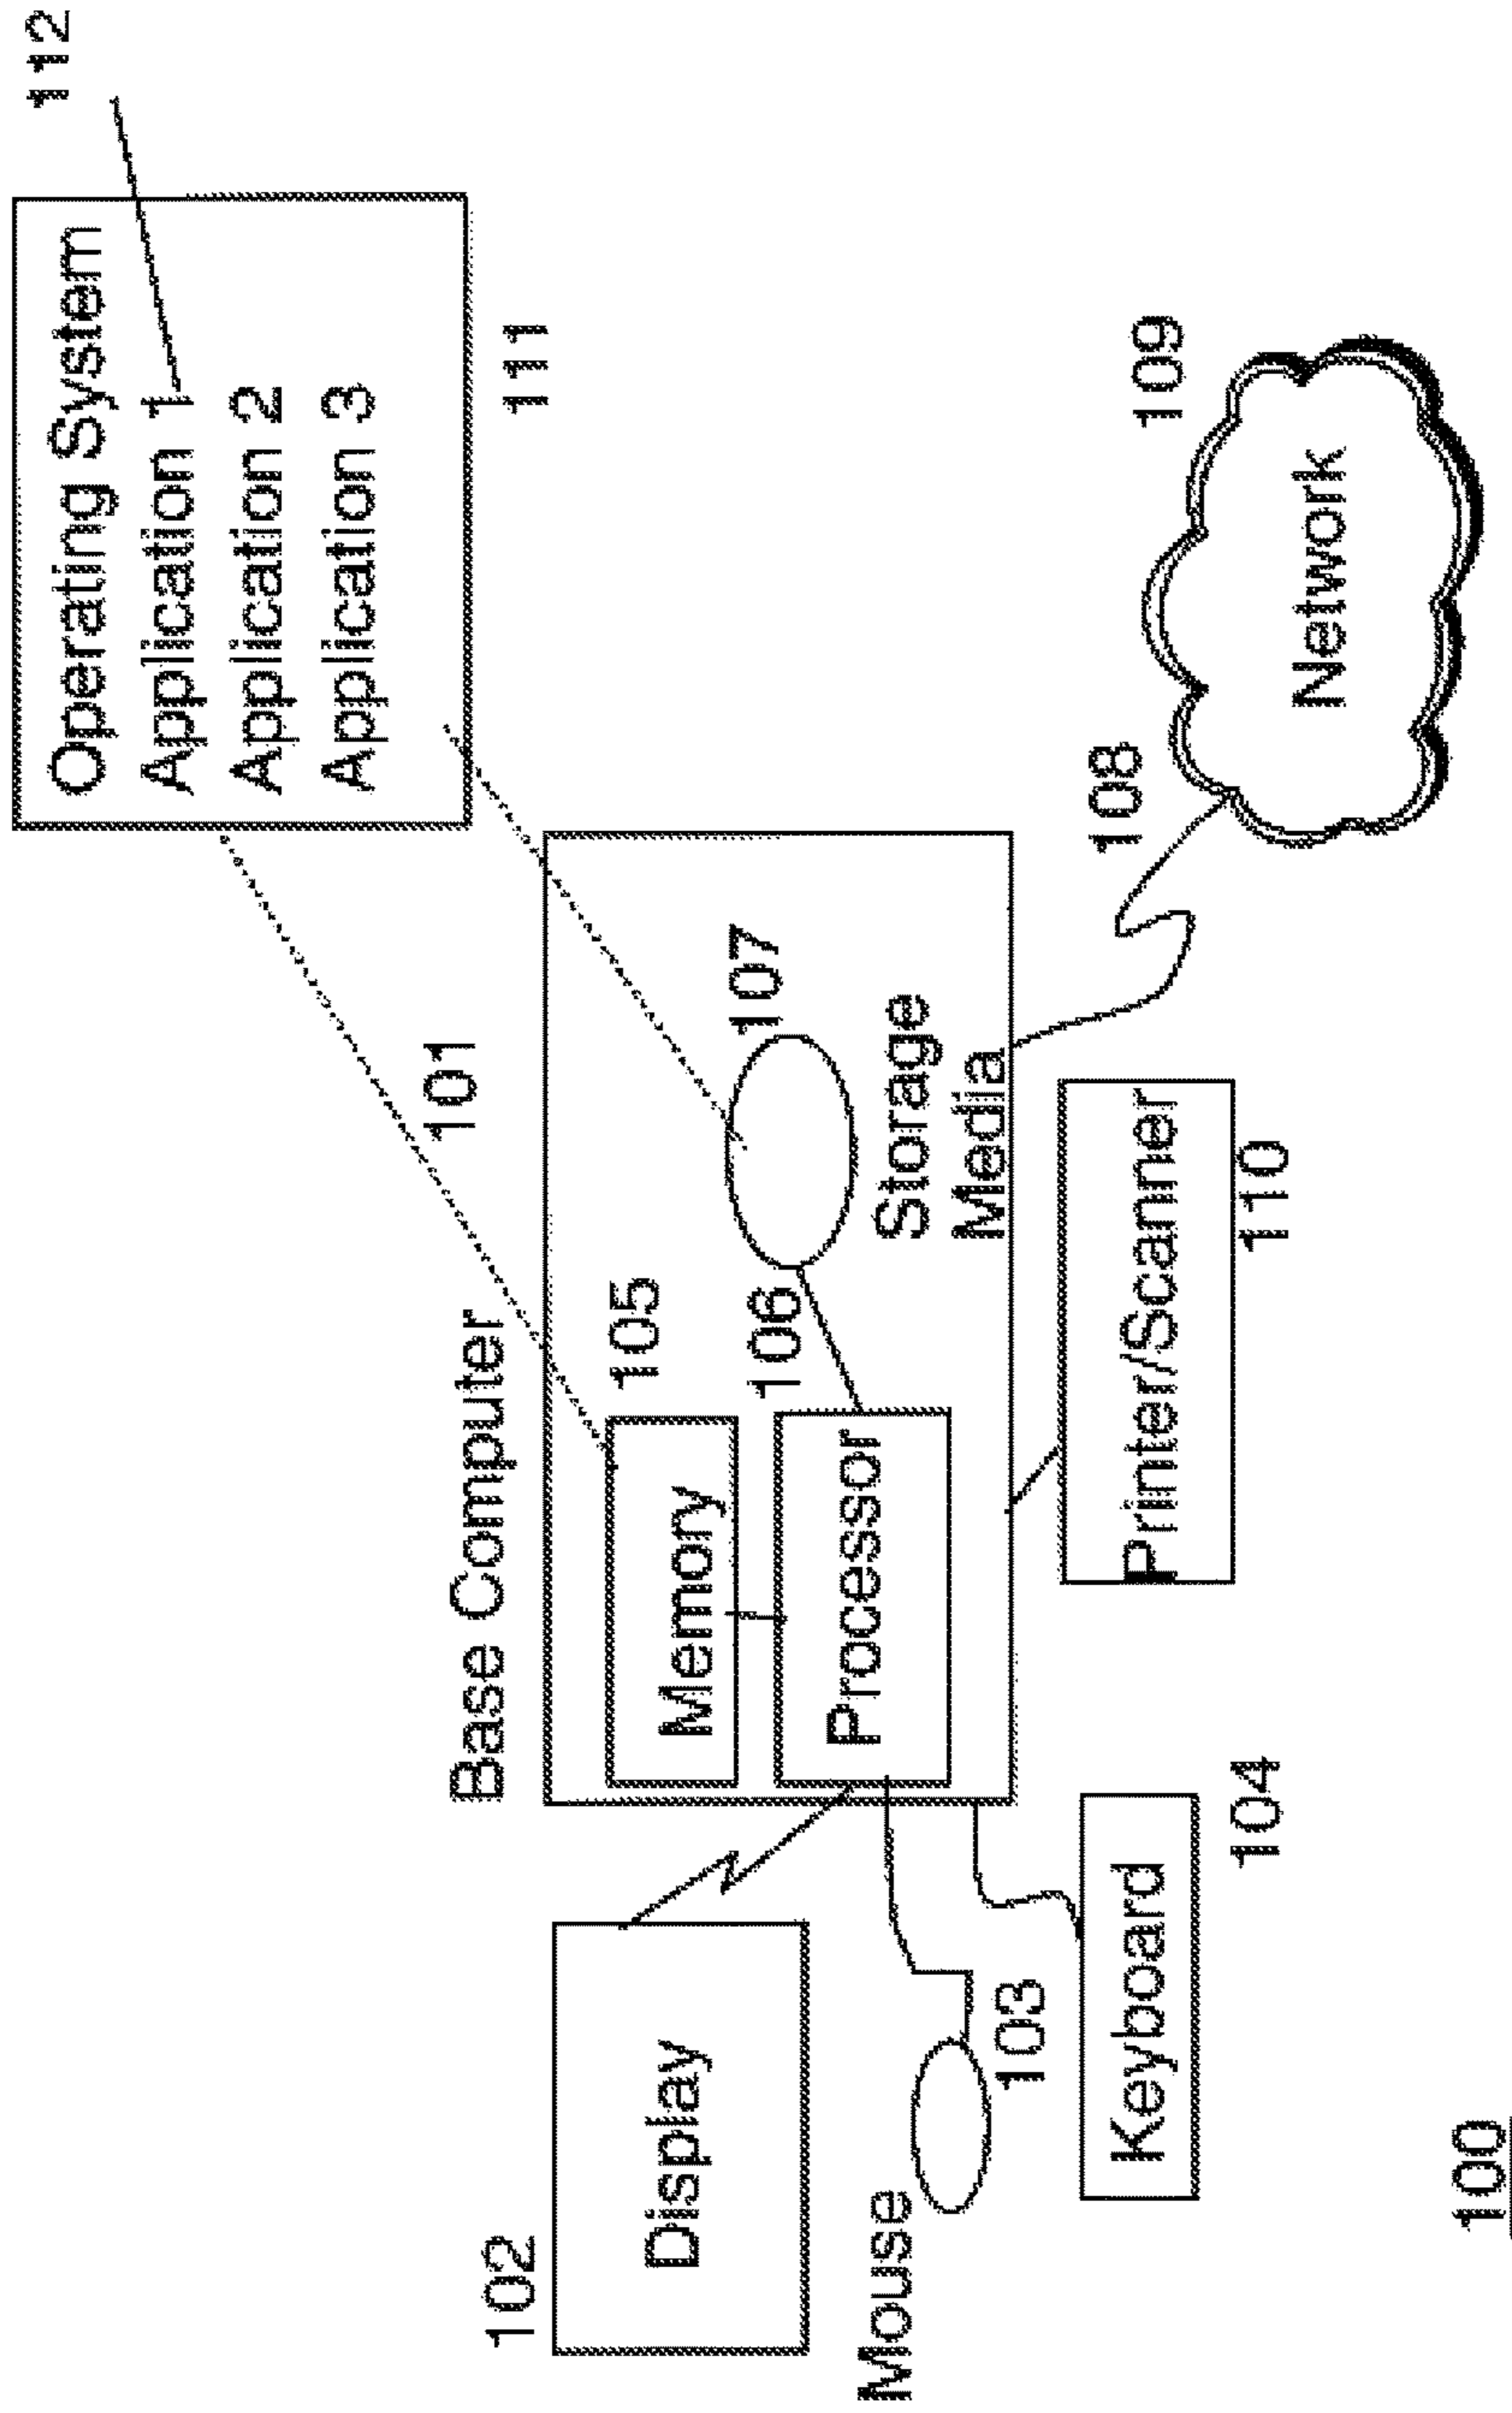 112
Operating System
Application 1
Application 2
Application 3
111
101
Base Computer
105
Memory
106
Processor
107
Storage
Media
102
Display
Mouse
103
Keyboard
104
Printer/Scanner
110
108
109
Network
100